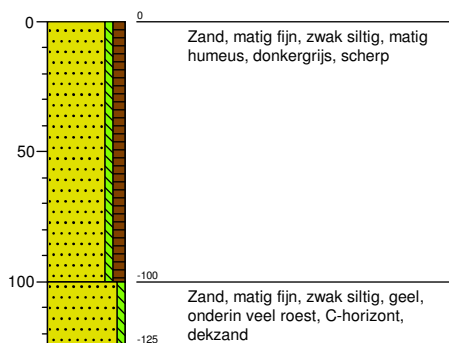 0
0
Zand, matig fijn, zwak siltig, matig
humeus, donkergrijs, scherp
50
100
-100
Zand, matig fijn, zwak siltig, geel,
onderin veel roest, C-horizont,
dekzand
-125